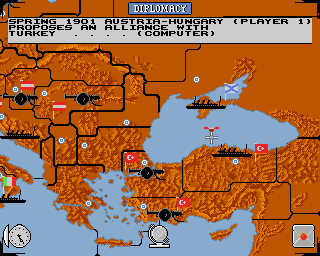 DIPLOMACY
SPRING 1901 AUSTRIA-HUNGARY (PLAYER 1)
PROPOSES AN ALLIANCE WITH
TURKEY . . . . (COMPUTER)